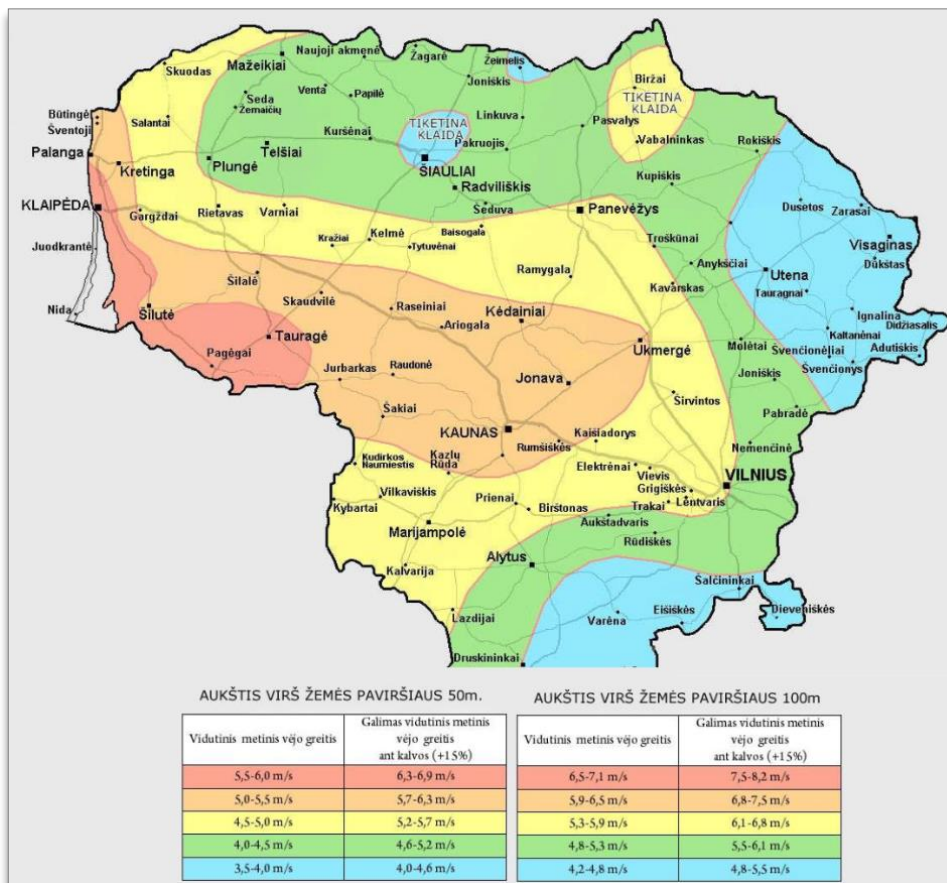 Naujoji akmenė
Žagarė
Žeimelis
Mažeikiai
Skuodas
Joniškis
Biržai
Seda
Venta
Papilė
TIKĖTINA
KLAIDA
Žemaičių
Būtingė
Šventoji
Salantai
Kuršėnai
TIKĖTINA
KLAIDA
Linkuva
Pasvalys
Vabalninkas
Rokiškis
Palanga
Kretinga
Plungė
Telšiai
ŠIAULIAI
Pakruojis
Radviliškis
Kupiškis
KLAIPĖDA
Gargždai
Rietavas
Varniai
Šeduva
Panevėžys
Dusetos
Zarasai
Juodkrantė
Kražiai
Kelmė
Tytuvėnai
Baisogala
Troškūnai
Visaginas
Dūkštas
Šilalė
Ramygala
Anykščiai
Utena
Kavarskas
Tauragnai
Skaudvilė
Raseiniai
Kėdainiai
Nida
Šilutė
Ariogala
Ignalina
Didžiasalis
Tauragė
Ukmergė
Molėtai
Kaltanėnai
Švenčionėliai
Adutiškis
Pagėgai
Jurbarkas
Raudonė
Jonava
Joniškis
Švenčionys
Šakiai
Širvintos
Pabradė
KAUNAS
Rumšiškės
Kaišiadorys
Nemenčinė
Kudirkos
Naumiestis
Kazlų
Rūda
Elektrėnai
Vievis
Grigiškės
VILNIUS
Kybartai
Vilkaviškis
Prienai
Birštonas
Trakai
Lentvaris
Marijampolė
Aukštadvaris
Rūdiškės
Kalvarija
Alytus
Šalčininkai
Lazdijai
Varėna
Eišiškės
Dieveniškės
Druskininkai
AUKŠTIS VIRŠ ŽEMĖS PAVIRŠIAUS 50m.
Vidutinis metinis vėjo greitis
Galimas vidutinis metinis
vėjo greitis
ant kalvos (+15%)
5,5-6,0 m/s 6,3-6,9 m/s
5,0-5,5 m/s 5,7-6,3 m/s
4,5-5,0 m/s 5,2-5,7 m/s
4,0-4,5 m/s 4,6-5,2 m/s
3,5-4,0 m/s 4,0-4,6 m/s
AUKŠTIS VIRŠ ŽEMĖS PAVIRŠIAUS 100m
Vidutinis metinis vėjo greitis
Galimas vidutinis metinis
vėjo greitis
ant kalvos (+15%)
6,5-7,1 m/s 7,5-8,2 m/s
5,9-6,5 m/s 6,8-7,5 m/s
5,3-5,9 m/s 6,1-6,8 m/s
4,8-5,3 m/s 5,5-6,1 m/s
4,2-4,8 m/s 4,8-5,5 m/s